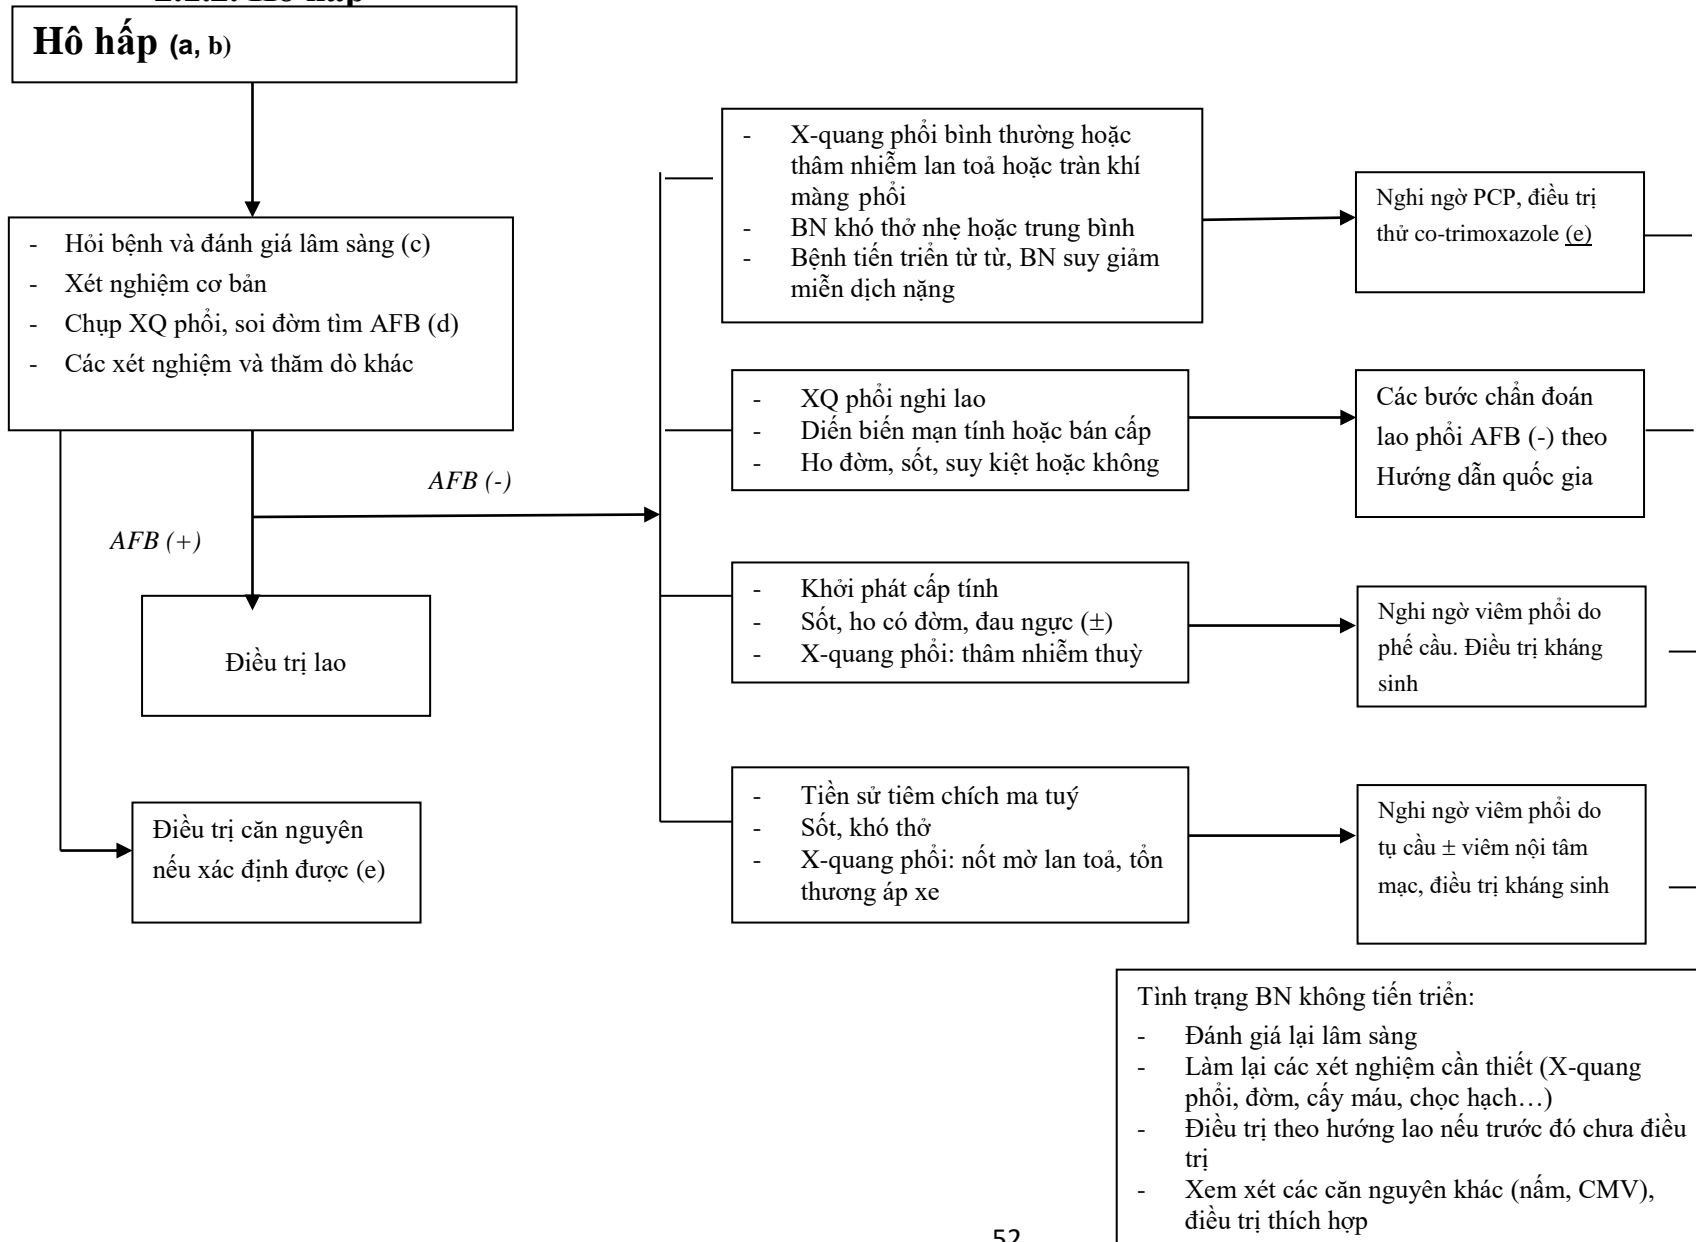 Hô hấp (a, b)
- Hỏi bệnh và đánh giá lâm sàng (c)
- Xét nghiệm cơ bản
- Chụp XQ phổi, soi đờm tìm AFB (d)
- Các xét nghiệm và thăm dò khác
AFB (-)
AFB (+)
Điều trị lao
Điều trị căn nguyên
nếu xác định được (e)
- X-quang phổi bình thường hoặc
thâm nhiễm lan toả hoặc tràn khí
màng phổi
- BN khó thở nhẹ hoặc trung bình
- Bệnh tiến triển từ từ, BN suy giảm
miễn dịch nặng
Nghi ngờ PCP, điều trị
thử co-trimoxazole (e)
- XQ phổi nghi lao
- Diến biến mạn tính hoặc bán cấp
- Ho đờm, sốt, suy kiệt hoặc không
Các bước chẩn đoán
lao phổi AFB (-) theo
Hướng dẫn quốc gia
- Khởi phát cấp tính
- Sốt, ho có đờm, đau ngực (±)
- X-quang phổi: thâm nhiễm thuỳ
Nghi ngờ viêm phổi do
phế cầu. Điều trị kháng
sinh
- Tiền sử tiêm chích ma tuý
- Sốt, khó thở
- X-quang phổi: nốt mờ lan toả, tổn
thương áp xe
Nghi ngờ viêm phổi do
tụ cầu ± viêm nội tâm
mạc, điều trị kháng sinh
Tình trạng BN không tiến triển:
- Đánh giá lại lâm sàng
- Làm lại các xét nghiệm cần thiết (X-quang
phổi, đờm, cấy máu, chọc hạch…)
- Điều trị theo hướng lao nếu trước đó chưa điều
trị
- Xem xét các căn nguyên khác (nấm, CMV),
điều trị thích hợp
52